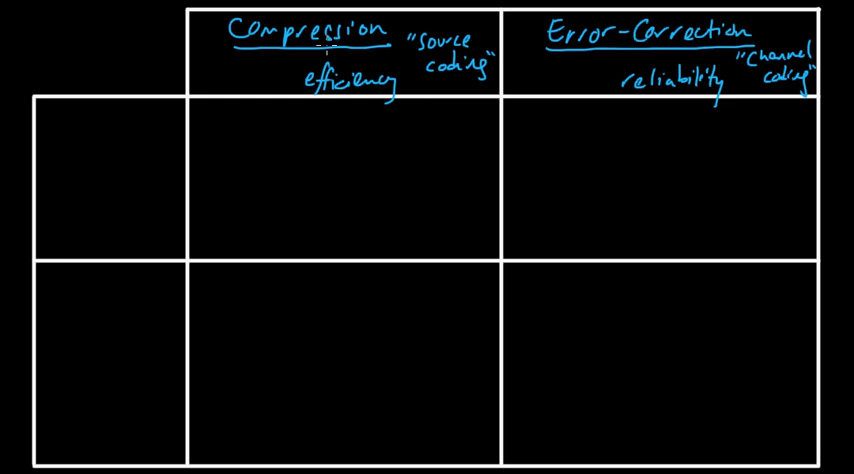 Compression
"Source
coding"
efficiency
Error-Correction
"Channel
coding"
reliability